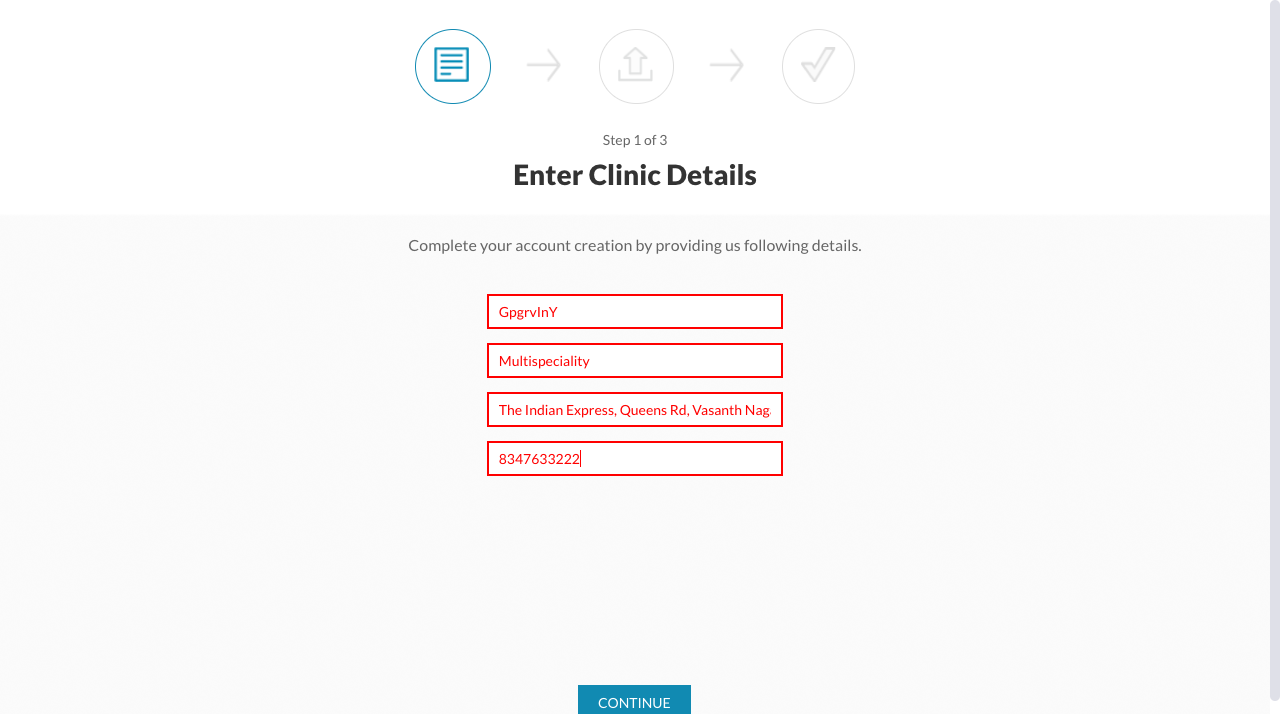 Step 1 of 3
Enter Clinic Details
Complete your account creation by providing us following details.
GpgrvInY
Multispeciality
The Indian Express, Queens Rd, Vasanth Nag
8347633222
CONTINUE